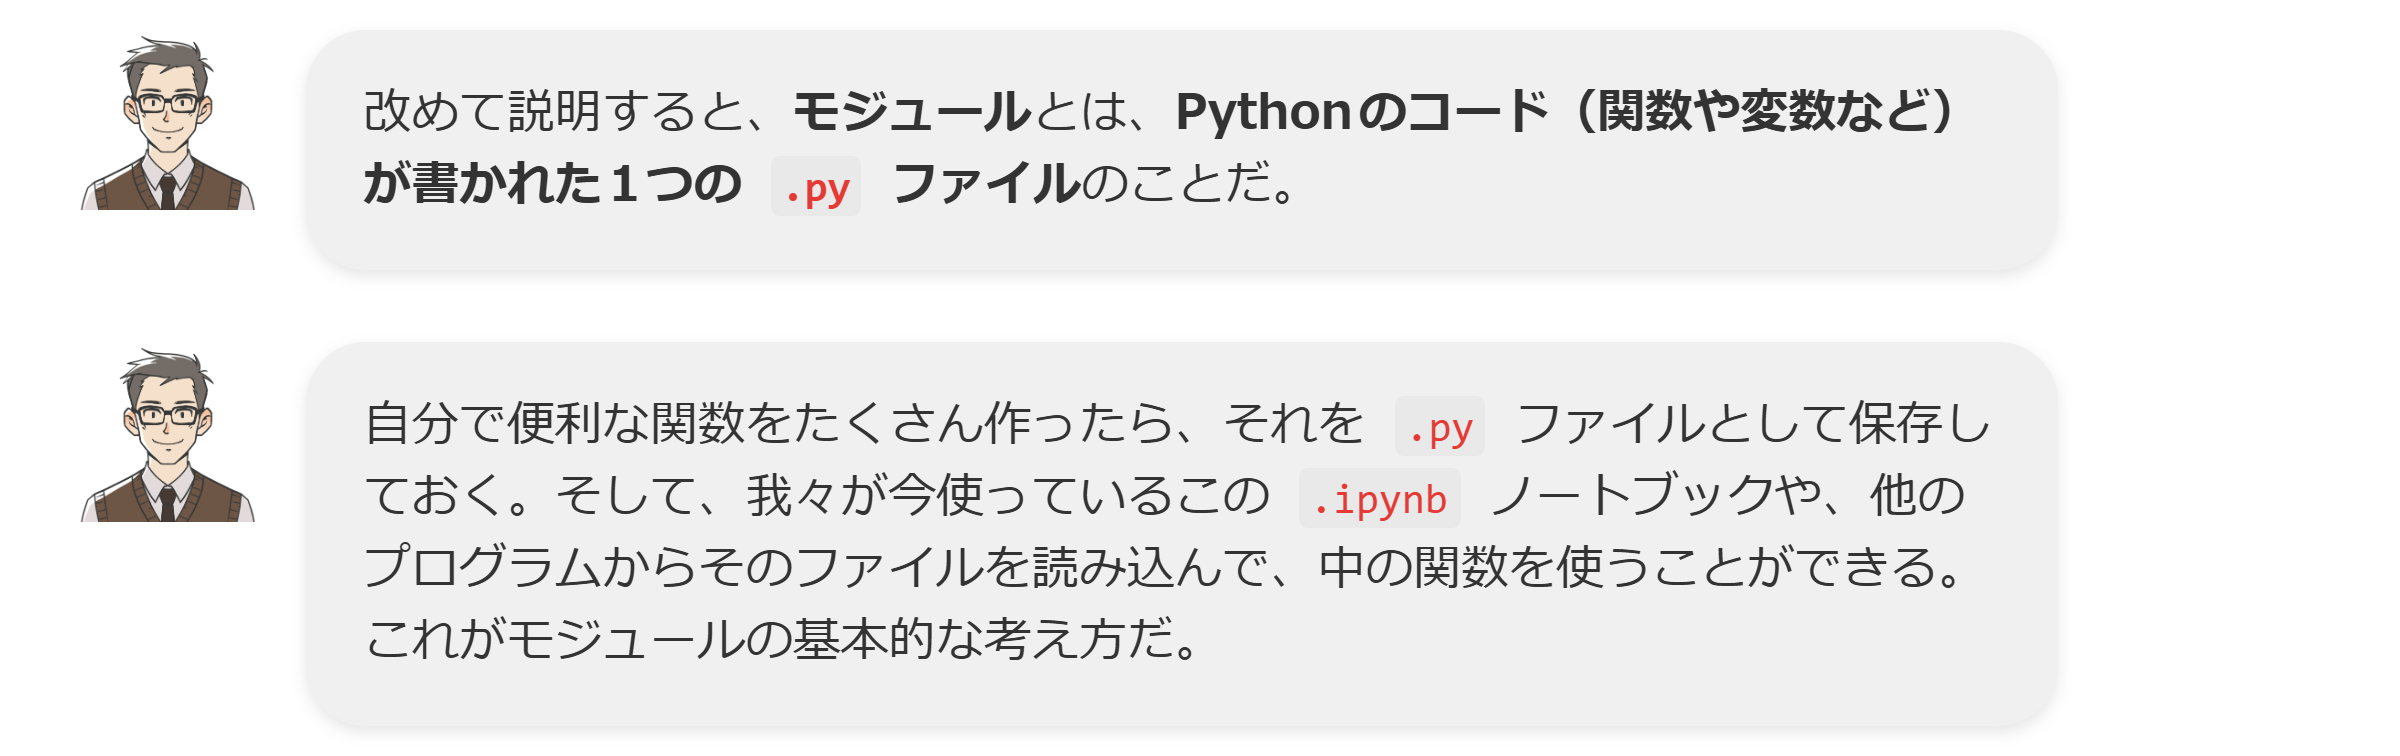 改めて説明すると、モジュールとは、Pythonのコード（関数や変数など）
が書かれた１つの .py ファイルのことだ。
自分で便利な関数をたくさん作ったら、それを .py ファイルとして保存し
ておく。そして、我々が今使っているこの .ipynb ノートブックや、他の
プログラムからそのファイルを読み込んで、中の関数を使うことができる。
これがモジュールの基本的な考え方だ。